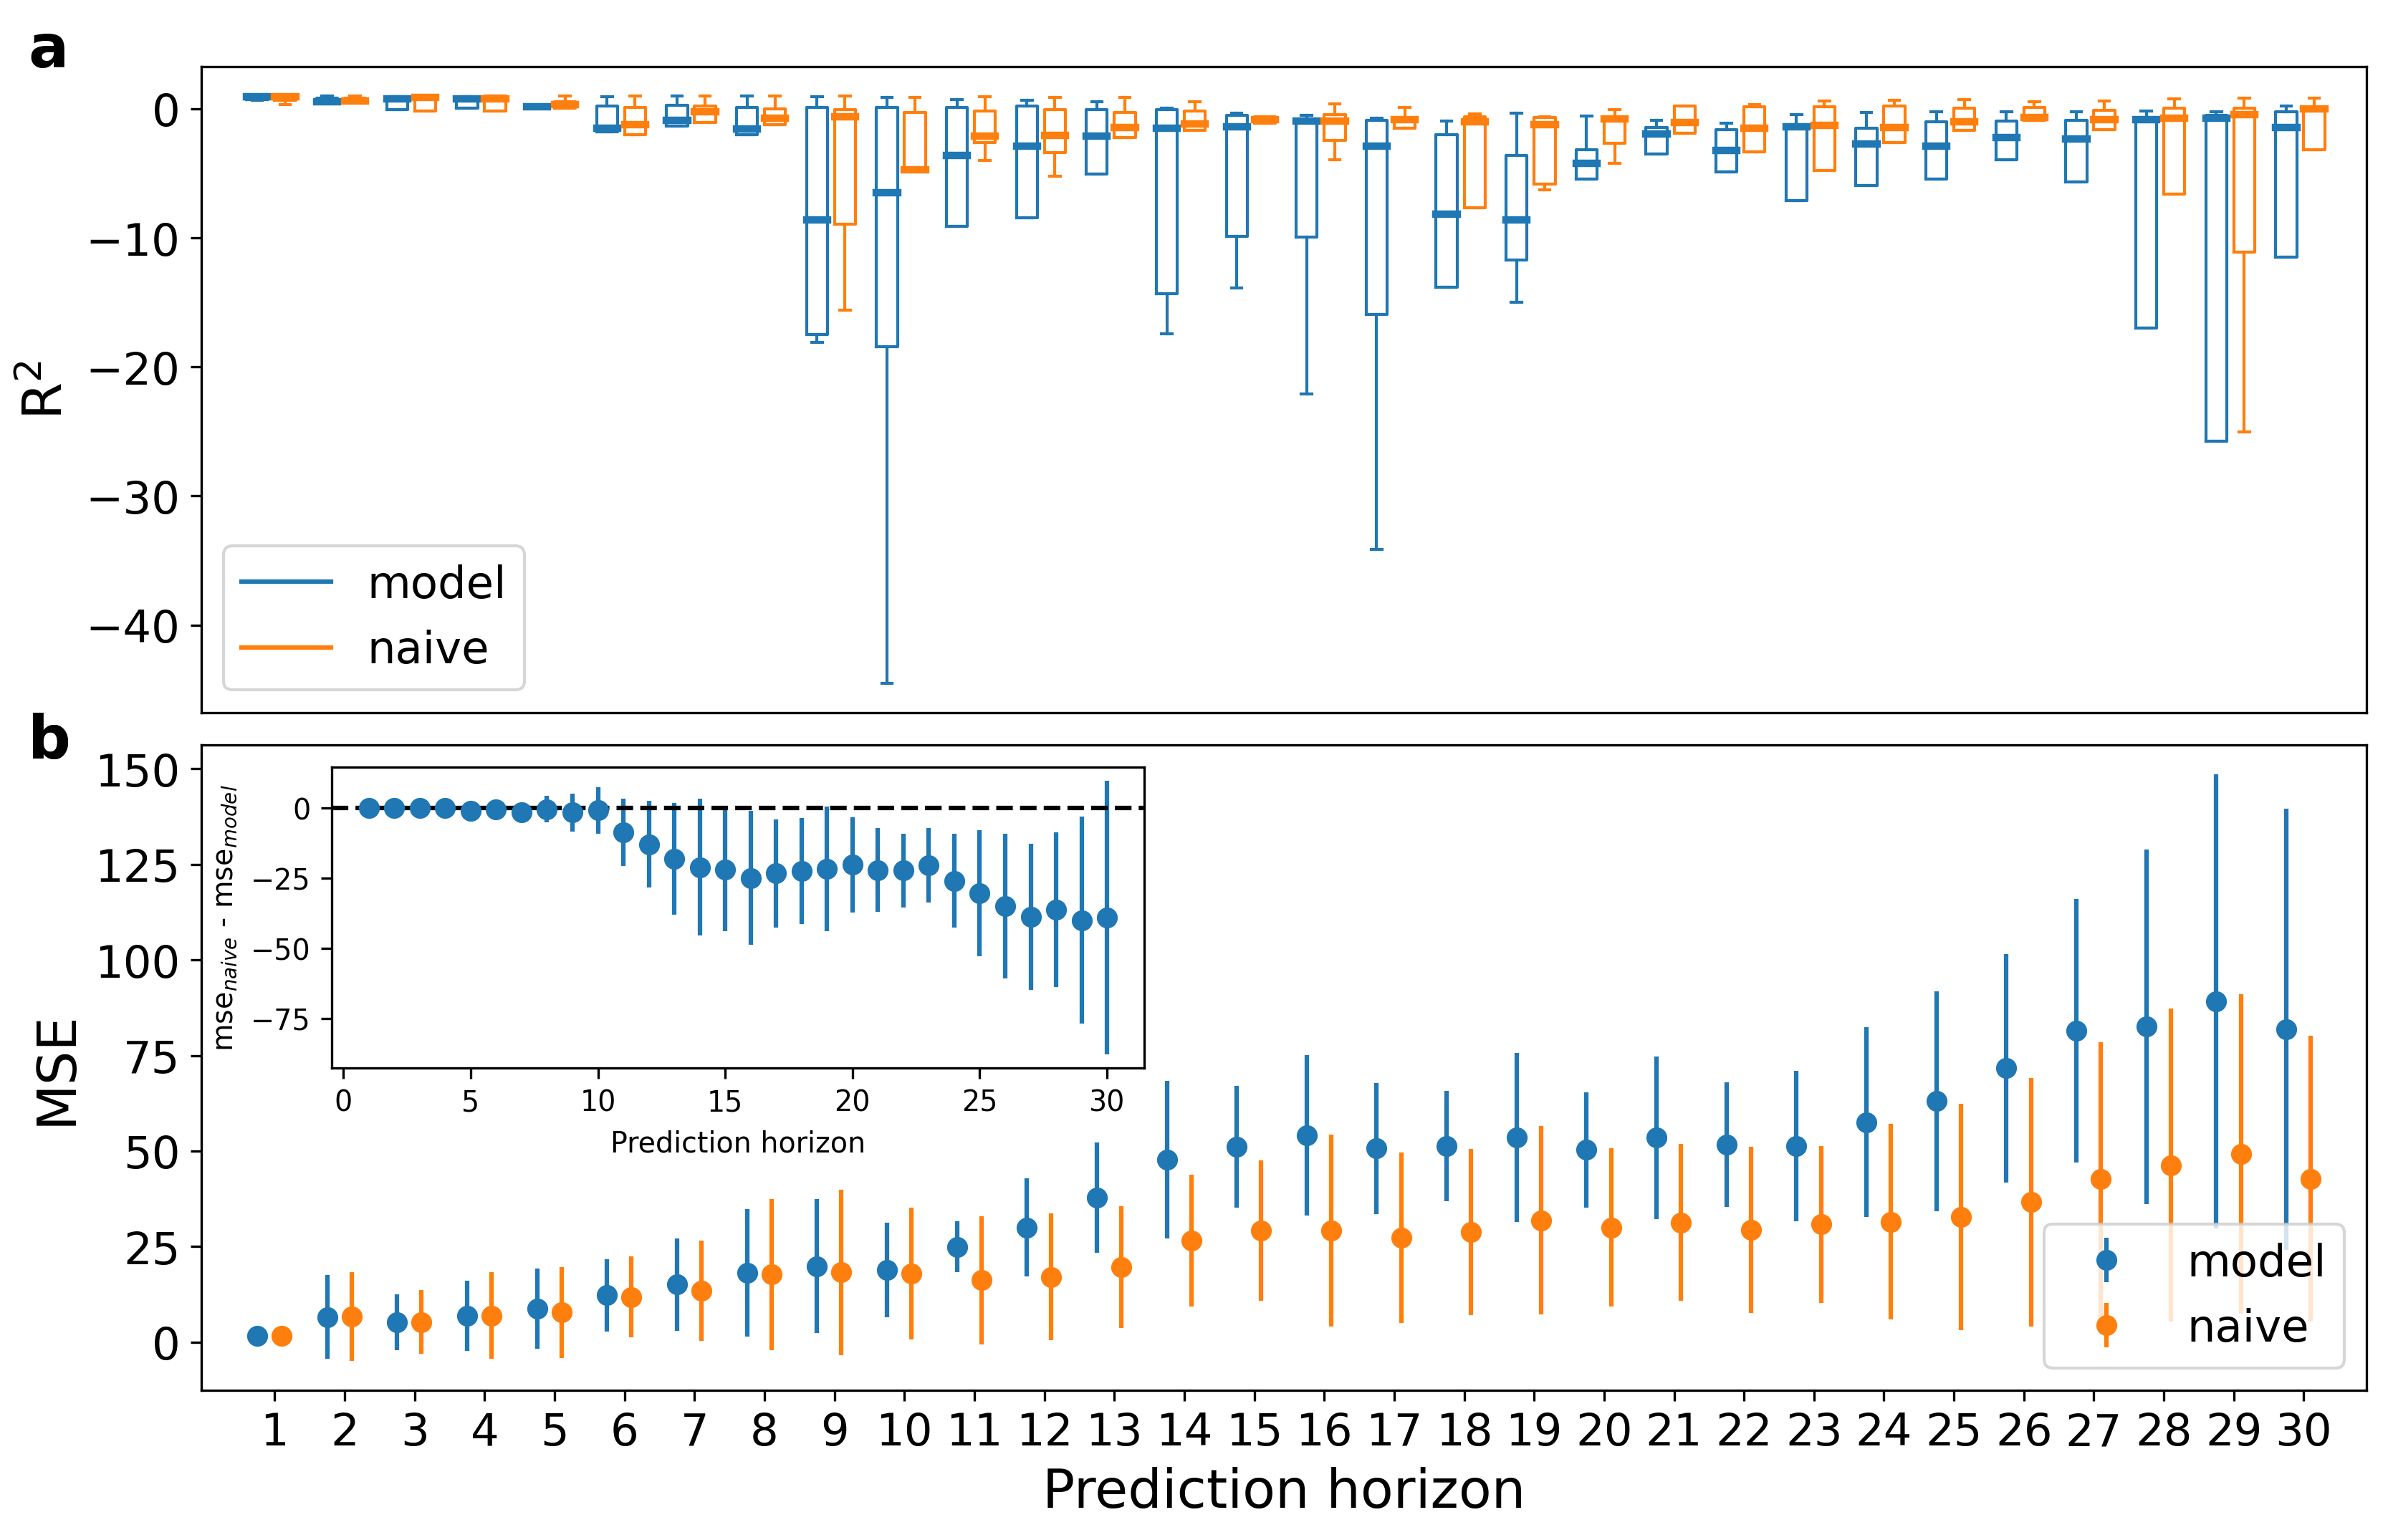 a
0
−10
−20
−30
−40
R²
model
naive
b
150
125
100
75
50
25
0
MSE
0
−25
−50
−75
mse_naive - mse_model
0 5 10 15 20 25 30
Prediction horizon
model
naive
1 2 3 4 5 6 7 8 9 10 11 12 13 14 15 16 17 18 19 20 21 22 23 24 25 26 27 28 29 30
Prediction horizon